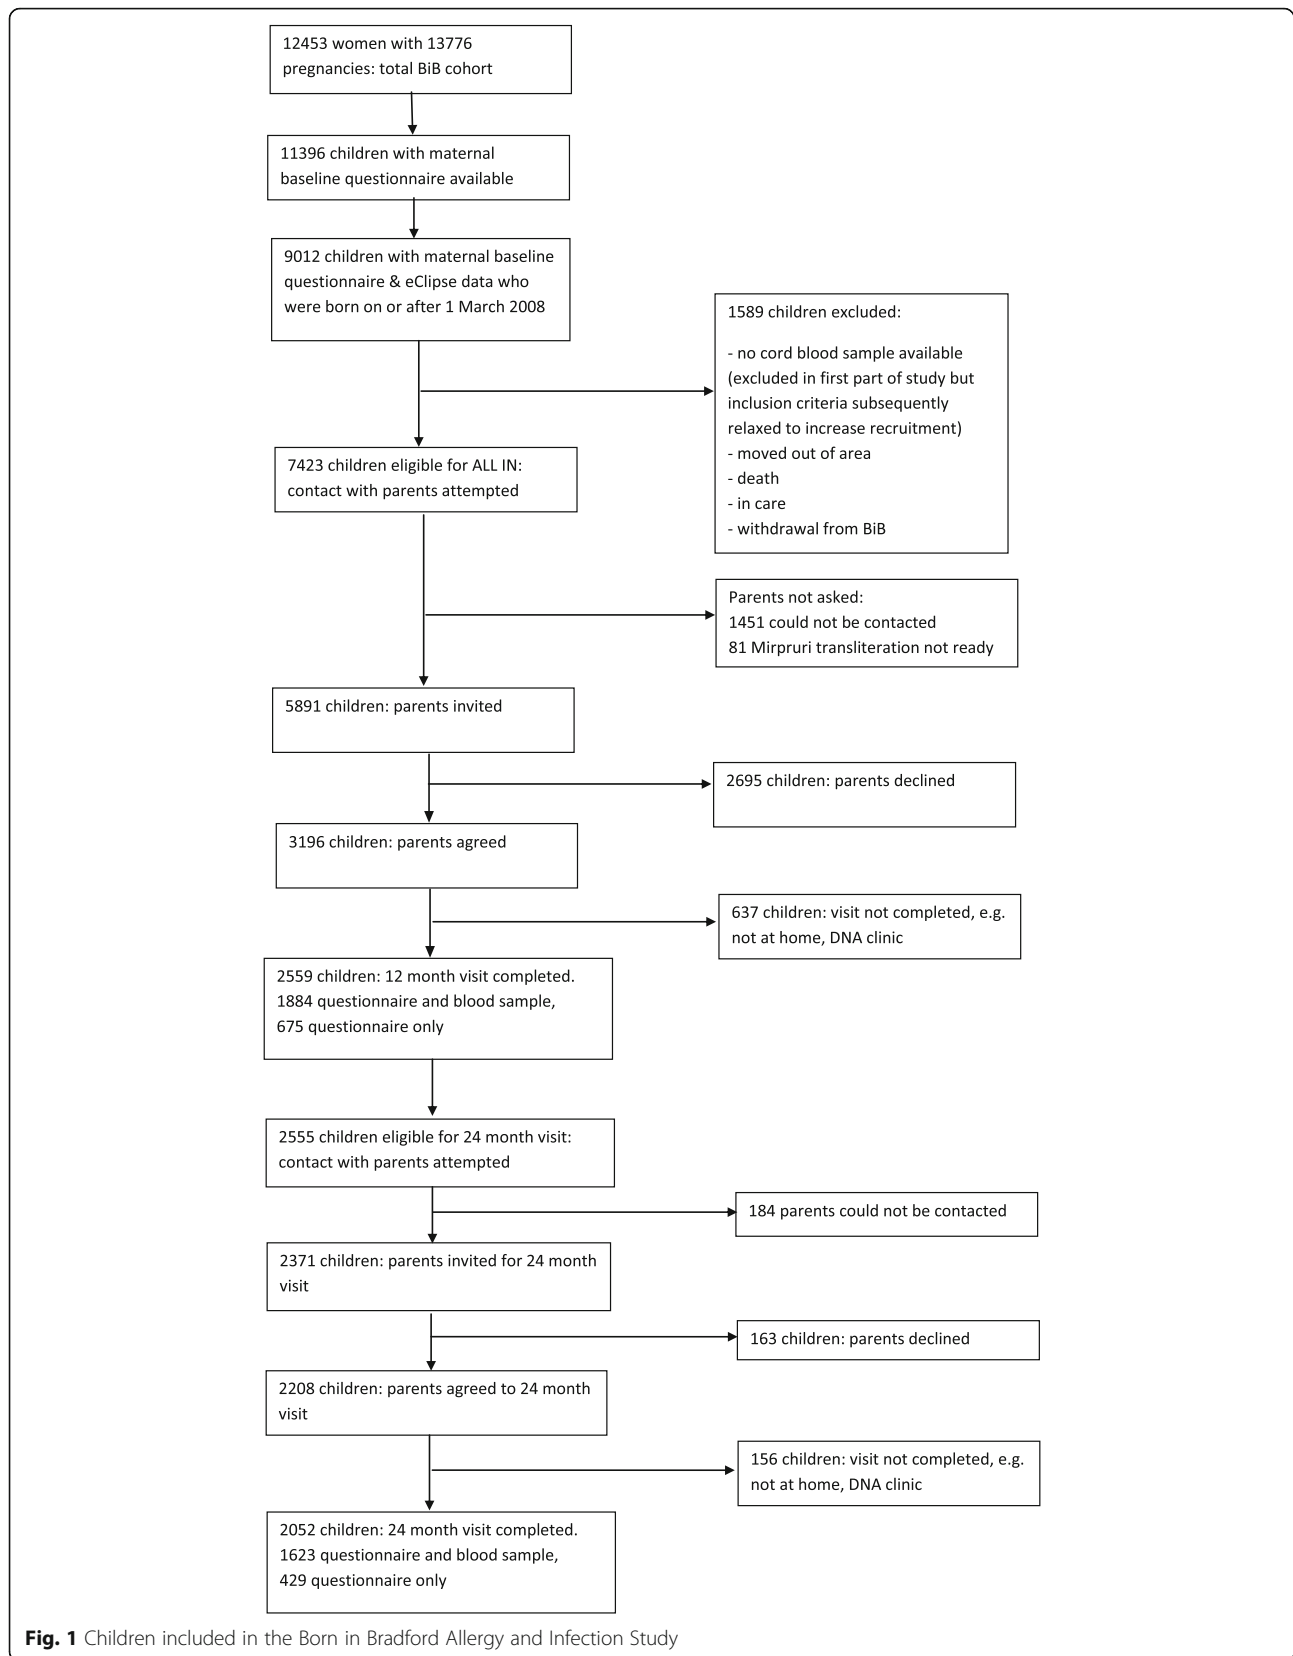 12453 women with 13776
pregnancies: total BiB cohort
11396 children with maternal
baseline questionnaire available
9012 children with maternal baseline
questionnaire & eClipse data who
were born on or after 1 March 2008
1589 children excluded:
- no cord blood sample available
(excluded in first part of study but
inclusion criteria subsequently
relaxed to increase recruitment)
- moved out of area
- death
- in care
- withdrawal from BiB
7423 children eligible for ALL IN:
contact with parents attempted
Parents not asked:
1451 could not be contacted
81 Mirpruri transliteration not ready
5891 children: parents invited
2695 children: parents declined
3196 children: parents agreed
637 children: visit not completed, e.g.
not at home, DNA clinic
2559 children: 12 month visit completed.
1884 questionnaire and blood sample,
675 questionnaire only
2555 children eligible for 24 month visit:
contact with parents attempted
184 parents could not be contacted
2371 children: parents invited for 24 month
visit
163 children: parents declined
2208 children: parents agreed to 24 month
visit
156 children: visit not completed, e.g.
not at home, DNA clinic
2052 children: 24 month visit completed.
1623 questionnaire and blood sample,
429 questionnaire only
Fig. 1 Children included in the Born in Bradford Allergy and Infection Study